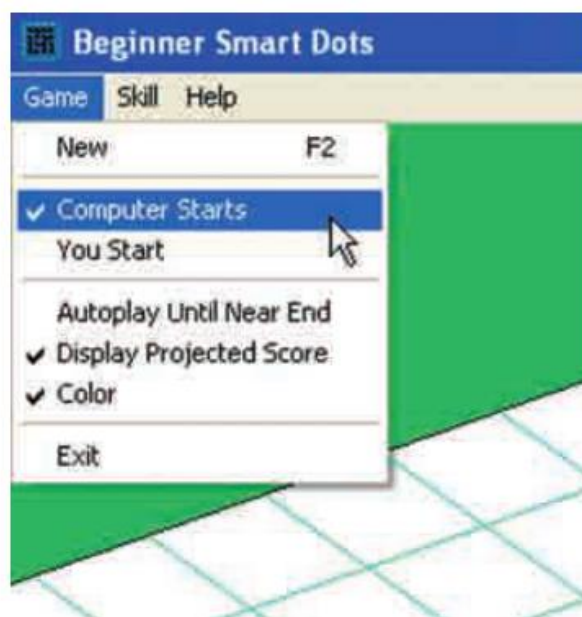 Beginner Smart Dots
Game Skill Help
New F2
Computer Starts
You Start
Autoplay Until Near End
Display Projected Score
Color
Exit